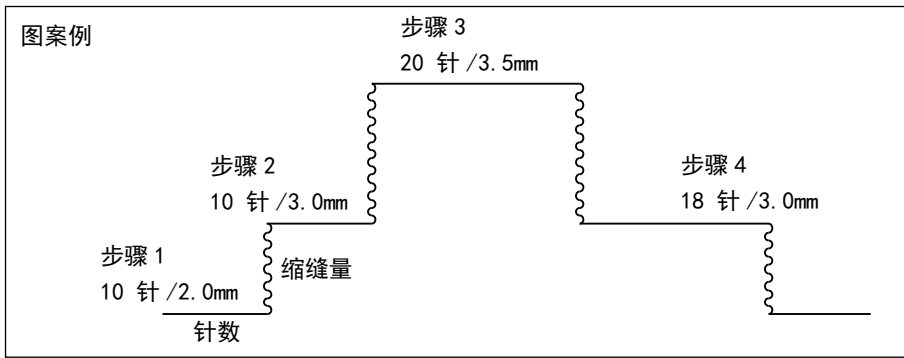 图案例
步骤 3
20 针 /3.5mm
步骤 2
10 针 /3.0mm
步骤 4
18 针 /3.0mm
步骤 1
10 针 /2.0mm
缩缝量
针数